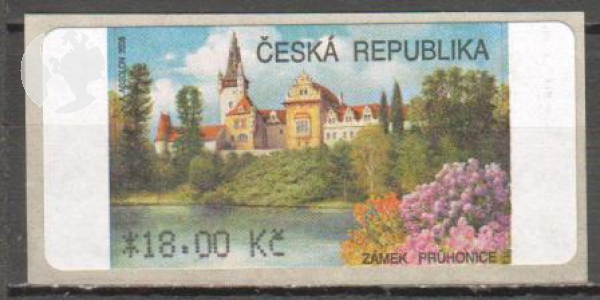 ČESKÁ REPUBLIKA
*18.00 Kč
ZÁMEK PRŮHONICE